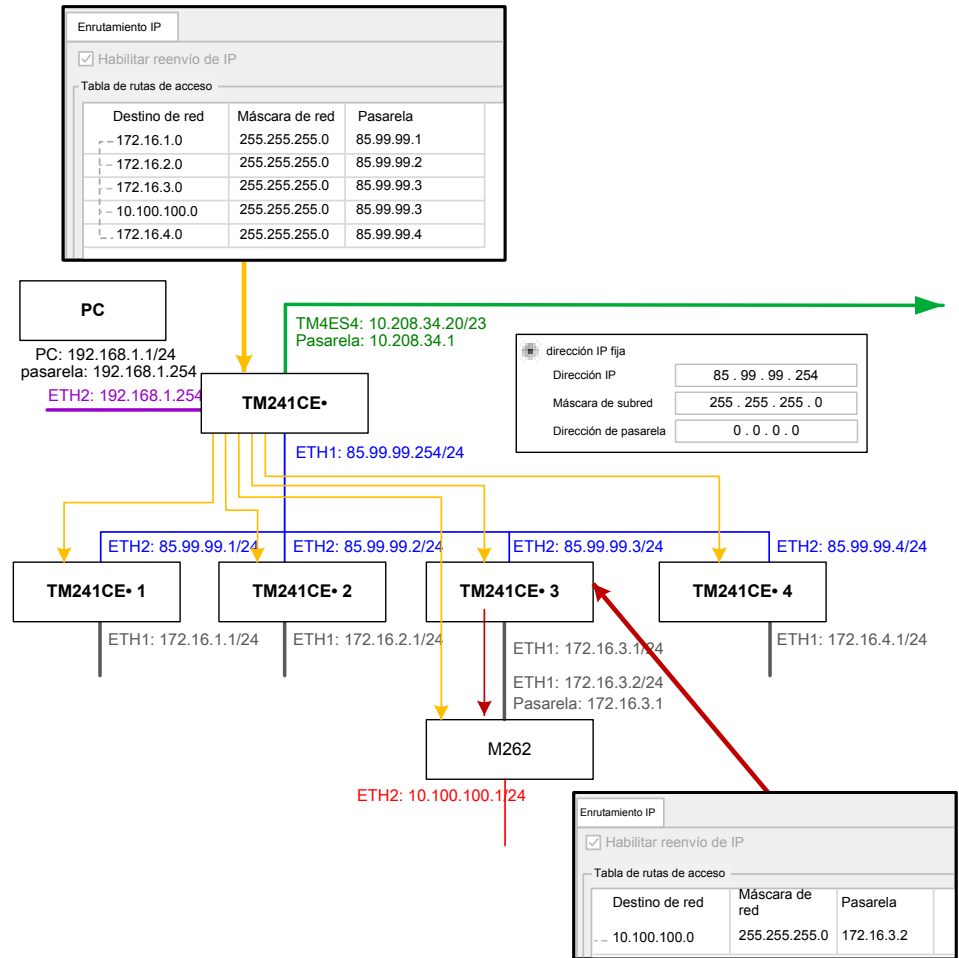 Enrutamiento IP
Habilitar reenvío de IP
Tabla de rutas de acceso
Destino de red Máscara de red Pasarela
172.16.1.0 255.255.255.0 85.99.99.1
172.16.2.0 255.255.255.0 85.99.99.2
172.16.3.0 255.255.255.0 85.99.99.3
10.100.100.0 255.255.255.0 85.99.99.3
172.16.4.0 255.255.255.0 85.99.99.4
PC
PC: 192.168.1.1/24
pasarela: 192.168.1.254
ETH2: 192.168.1.254
TM241CE•
TM4ES4: 10.208.34.20/23
Pasarela: 10.208.34.1
dirección IP fija
Dirección IP 85 . 99 . 99 . 254
Máscara de subred 255 . 255 . 255 . 0
Dirección de pasarela 0 . 0 . 0 . 0
ETH1: 85.99.99.254/24
ETH2: 85.99.99.1/24
ETH2: 85.99.99.2/24
ETH2: 85.99.99.3/24
ETH2: 85.99.99.4/24
TM241CE• 1
TM241CE• 2
TM241CE• 3
TM241CE• 4
ETH1: 172.16.1.1/24
ETH1: 172.16.2.1/24
ETH1: 172.16.3.1/24
ETH1: 172.16.4.1/24
ETH1: 172.16.3.2/24
Pasarela: 172.16.3.1
M262
ETH2: 10.100.100.1/24
Enrutamiento IP
Habilitar reenvío de IP
Tabla de rutas de acceso
Destino de red Máscara de red Pasarela
10.100.100.0 255.255.255.0 172.16.3.2